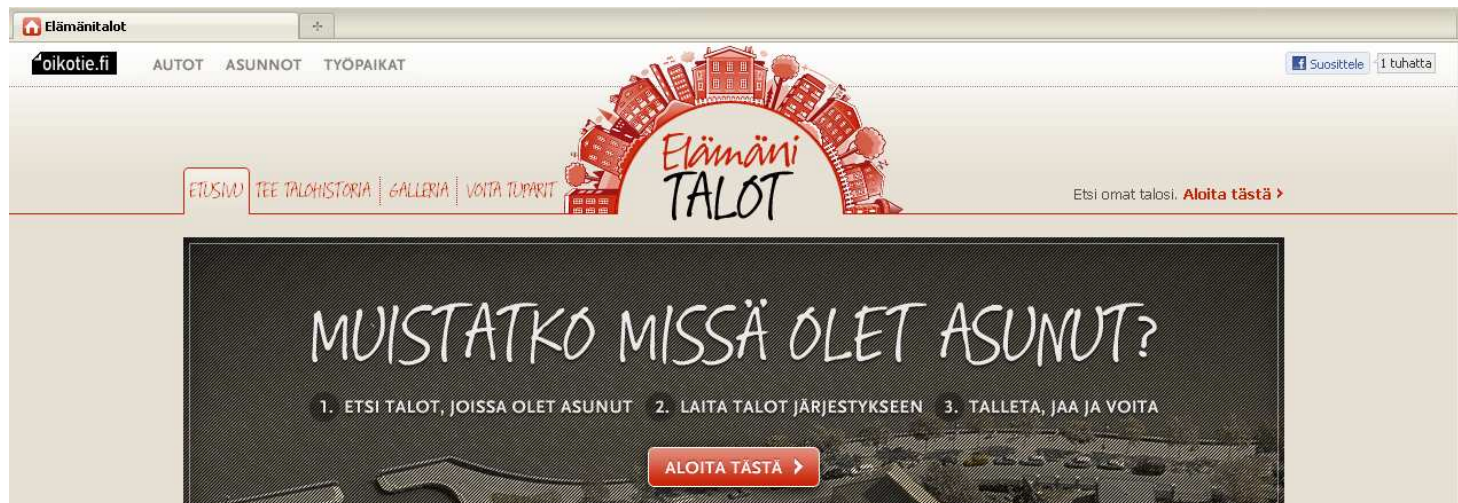 Elämänitalot
oikotie.fi AUTOT ASUNNOT TYÖPAIKAT
Suosittele 1 tuhatta
Elämäni
TALOT
ETUSIVU TEE TALOHISTORIA GALLERIA VOITA TUPARIT
Etsi omat talosi. Aloita tästä >
MUISTATKO MISSÄ OLET ASUNUT?
1. ETSI TALOT, JOISSA OLET ASUNUT 2. LAITA TALOT JÄRJESTYKSEEN 3. TALLETA, JAA JA VOITA
ALOITA TÄSTÄ >